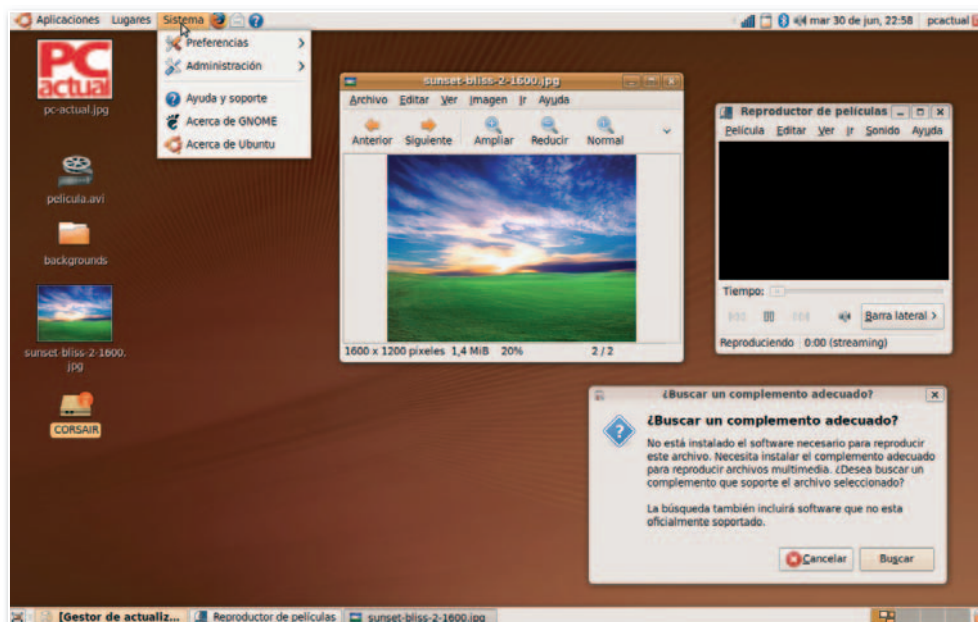 Aplicaciones Lugares Sistema mar 30 de jun, 22:58 pcactual
Preferencias
Administración
Ayuda y soporte
Acerca de GNOME
Acerca de Ubuntu
PC
actual
pc-actual.jpg
pelicula.avi
backgrounds
sunset-bliss-2-1600.
jpg
CORSAIR
sunset-bliss-2-1600.jpg
Archivo Editar Ver Imagen Ir Ayuda
Anterior Siguiente Ampliar Reducir Normal
1600 x 1200 píxeles 1,4 MiB 20% 2 / 2
Reproductor de películas
Película Editar Ver Ir Sonido Ayuda
Tiempo:
Barra lateral >
Reproduciendo 0:00 (streaming)
¿Buscar un complemento adecuado?
¿Buscar un complemento adecuado?
No está instalado el software necesario para reproducir
este archivo. Necesita instalar el complemento adecuado
para reproducir archivos multimedia. ¿Desea buscar un
complemento que soporte el archivo seleccionado?
La búsqueda también incluirá software que no esta
oficialmente soportado.
Cancelar Buscar
[Gestor de actualiz... Reproductor de películas sunset-bliss-2-1600.jpg